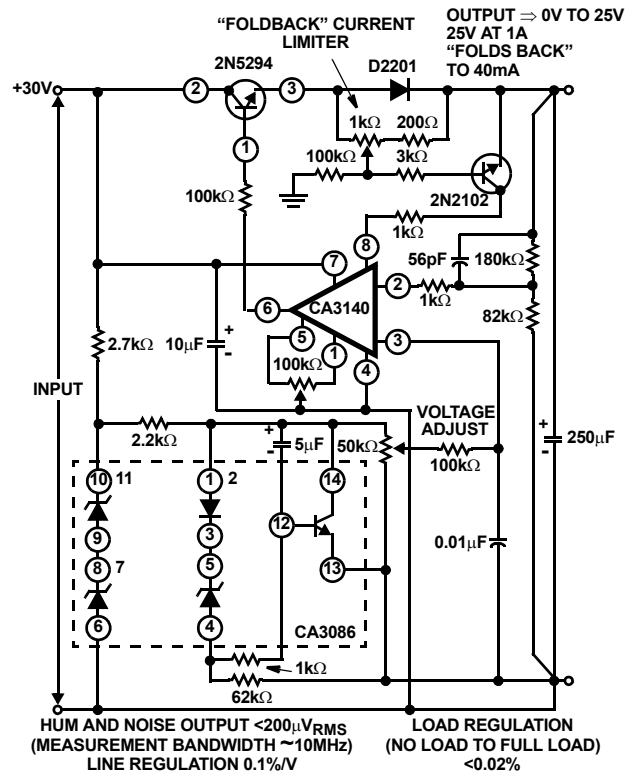 “FOLDBACK” CURRENT
LIMITER
OUTPUT ⇒ 0V TO 25V
25V AT 1A
“FOLDS BACK”
TO 40mA
2N5294
D2201
+30V
2
3
1kΩ
200Ω
1
100kΩ
3kΩ
100kΩ
2N2102
1kΩ
8
7
56pF
180kΩ
6
CA3140
2
1kΩ
5
82kΩ
3
2.7kΩ
10μF
+
-
100kΩ
1
4
INPUT
VOLTAGE
ADJUST
2.2kΩ
+
-
5μF
50kΩ
100kΩ
+
-
250μF
10
11
1
2
14
12
9
3
0.01μF
8
7
5
13
6
4
CA3086
1kΩ
62kΩ
HUM AND NOISE OUTPUT <200μVRMS
(MEASUREMENT BANDWIDTH ~10MHz)
LINE REGULATION 0.1%/V
LOAD REGULATION
(NO LOAD TO FULL LOAD)
<0.02%